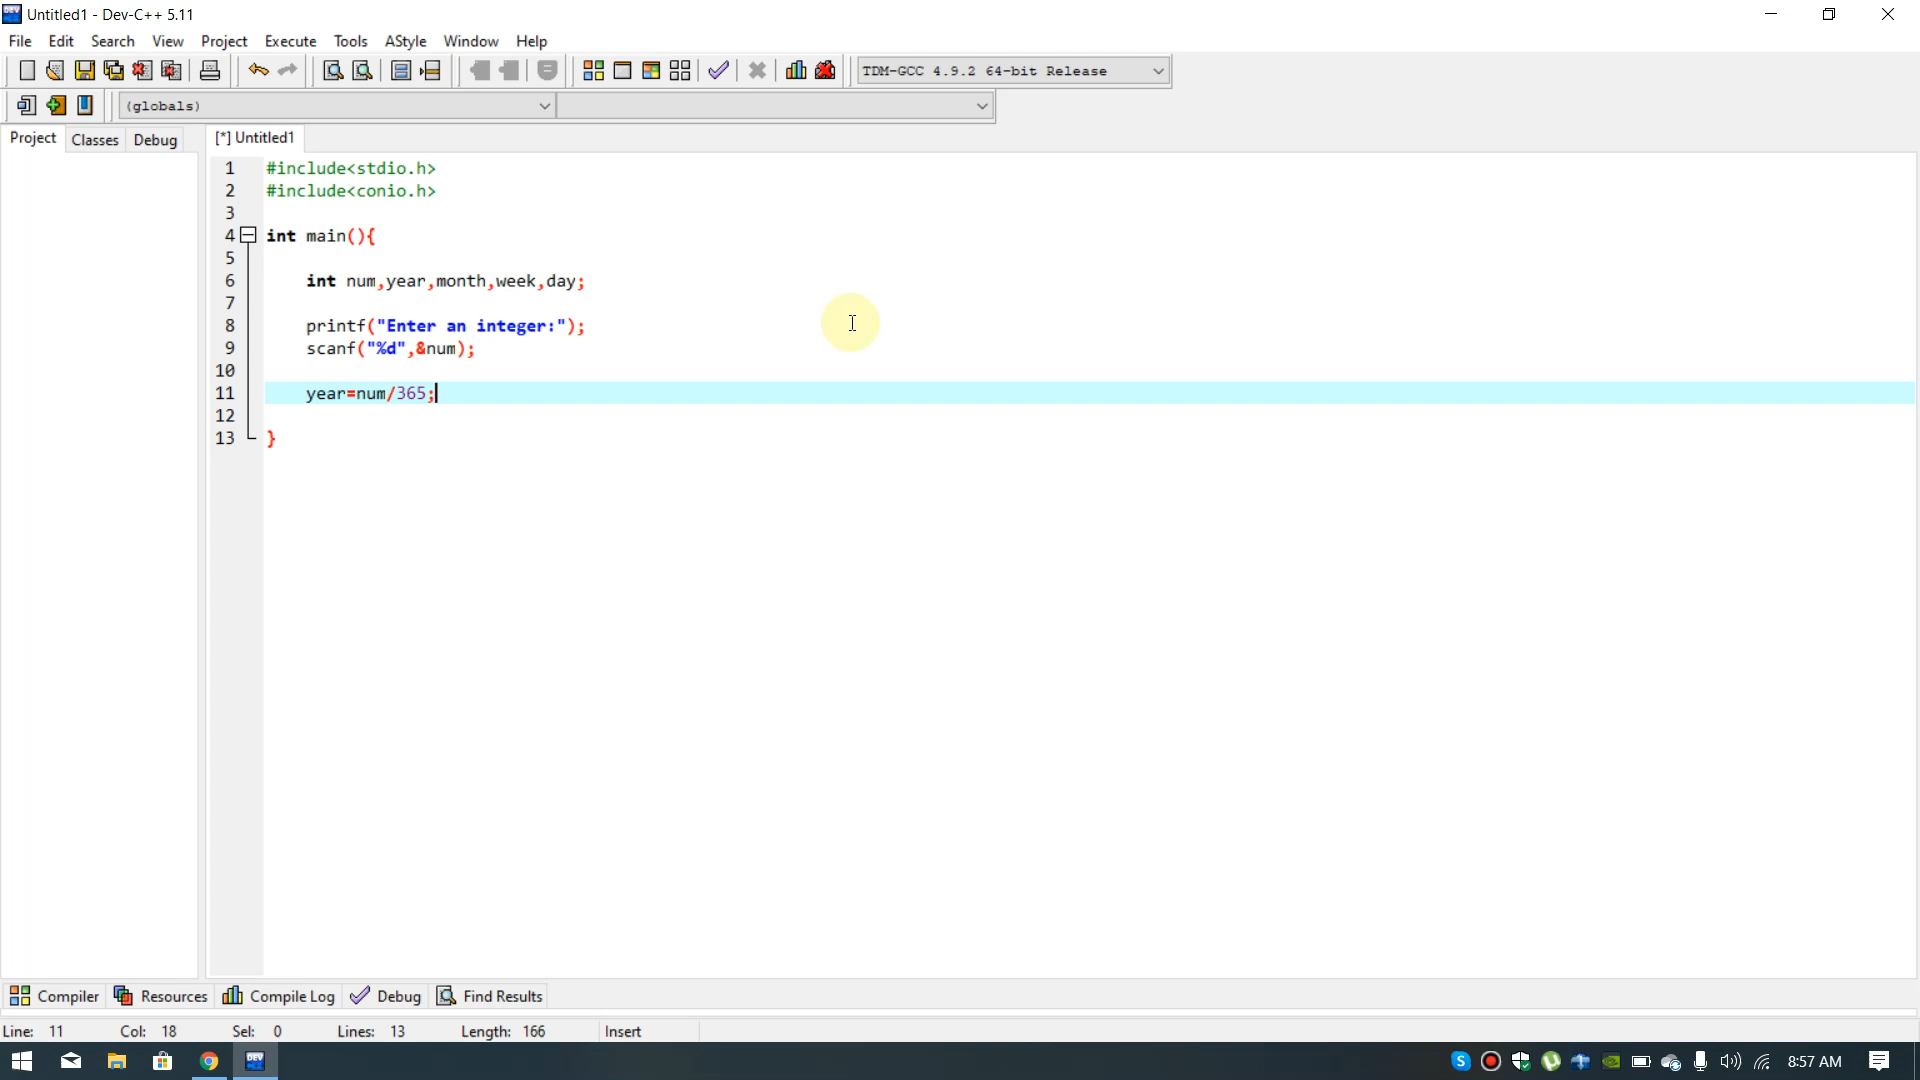 Untitled1 - Dev-C++ 5.11
File Edit Search View Project Execute Tools AStyle Window Help
TDM-GCC 4.9.2 64-bit Release
(globals)
Project Classes Debug [*] Untitled1
1 #include<stdio.h>
2 #include<conio.h>
3
4 int main(){
5
6 int num,year,month,week,day;
7
8 printf("Enter an integer:");
9 scanf("%d",&num);
10
11 year=num/365;
12
13 }
Compiler Resources Compile Log Debug Find Results
Line: 11 Col: 18 Sel: 0 Lines: 13 Length: 166 Insert
DEV 8:57 AM